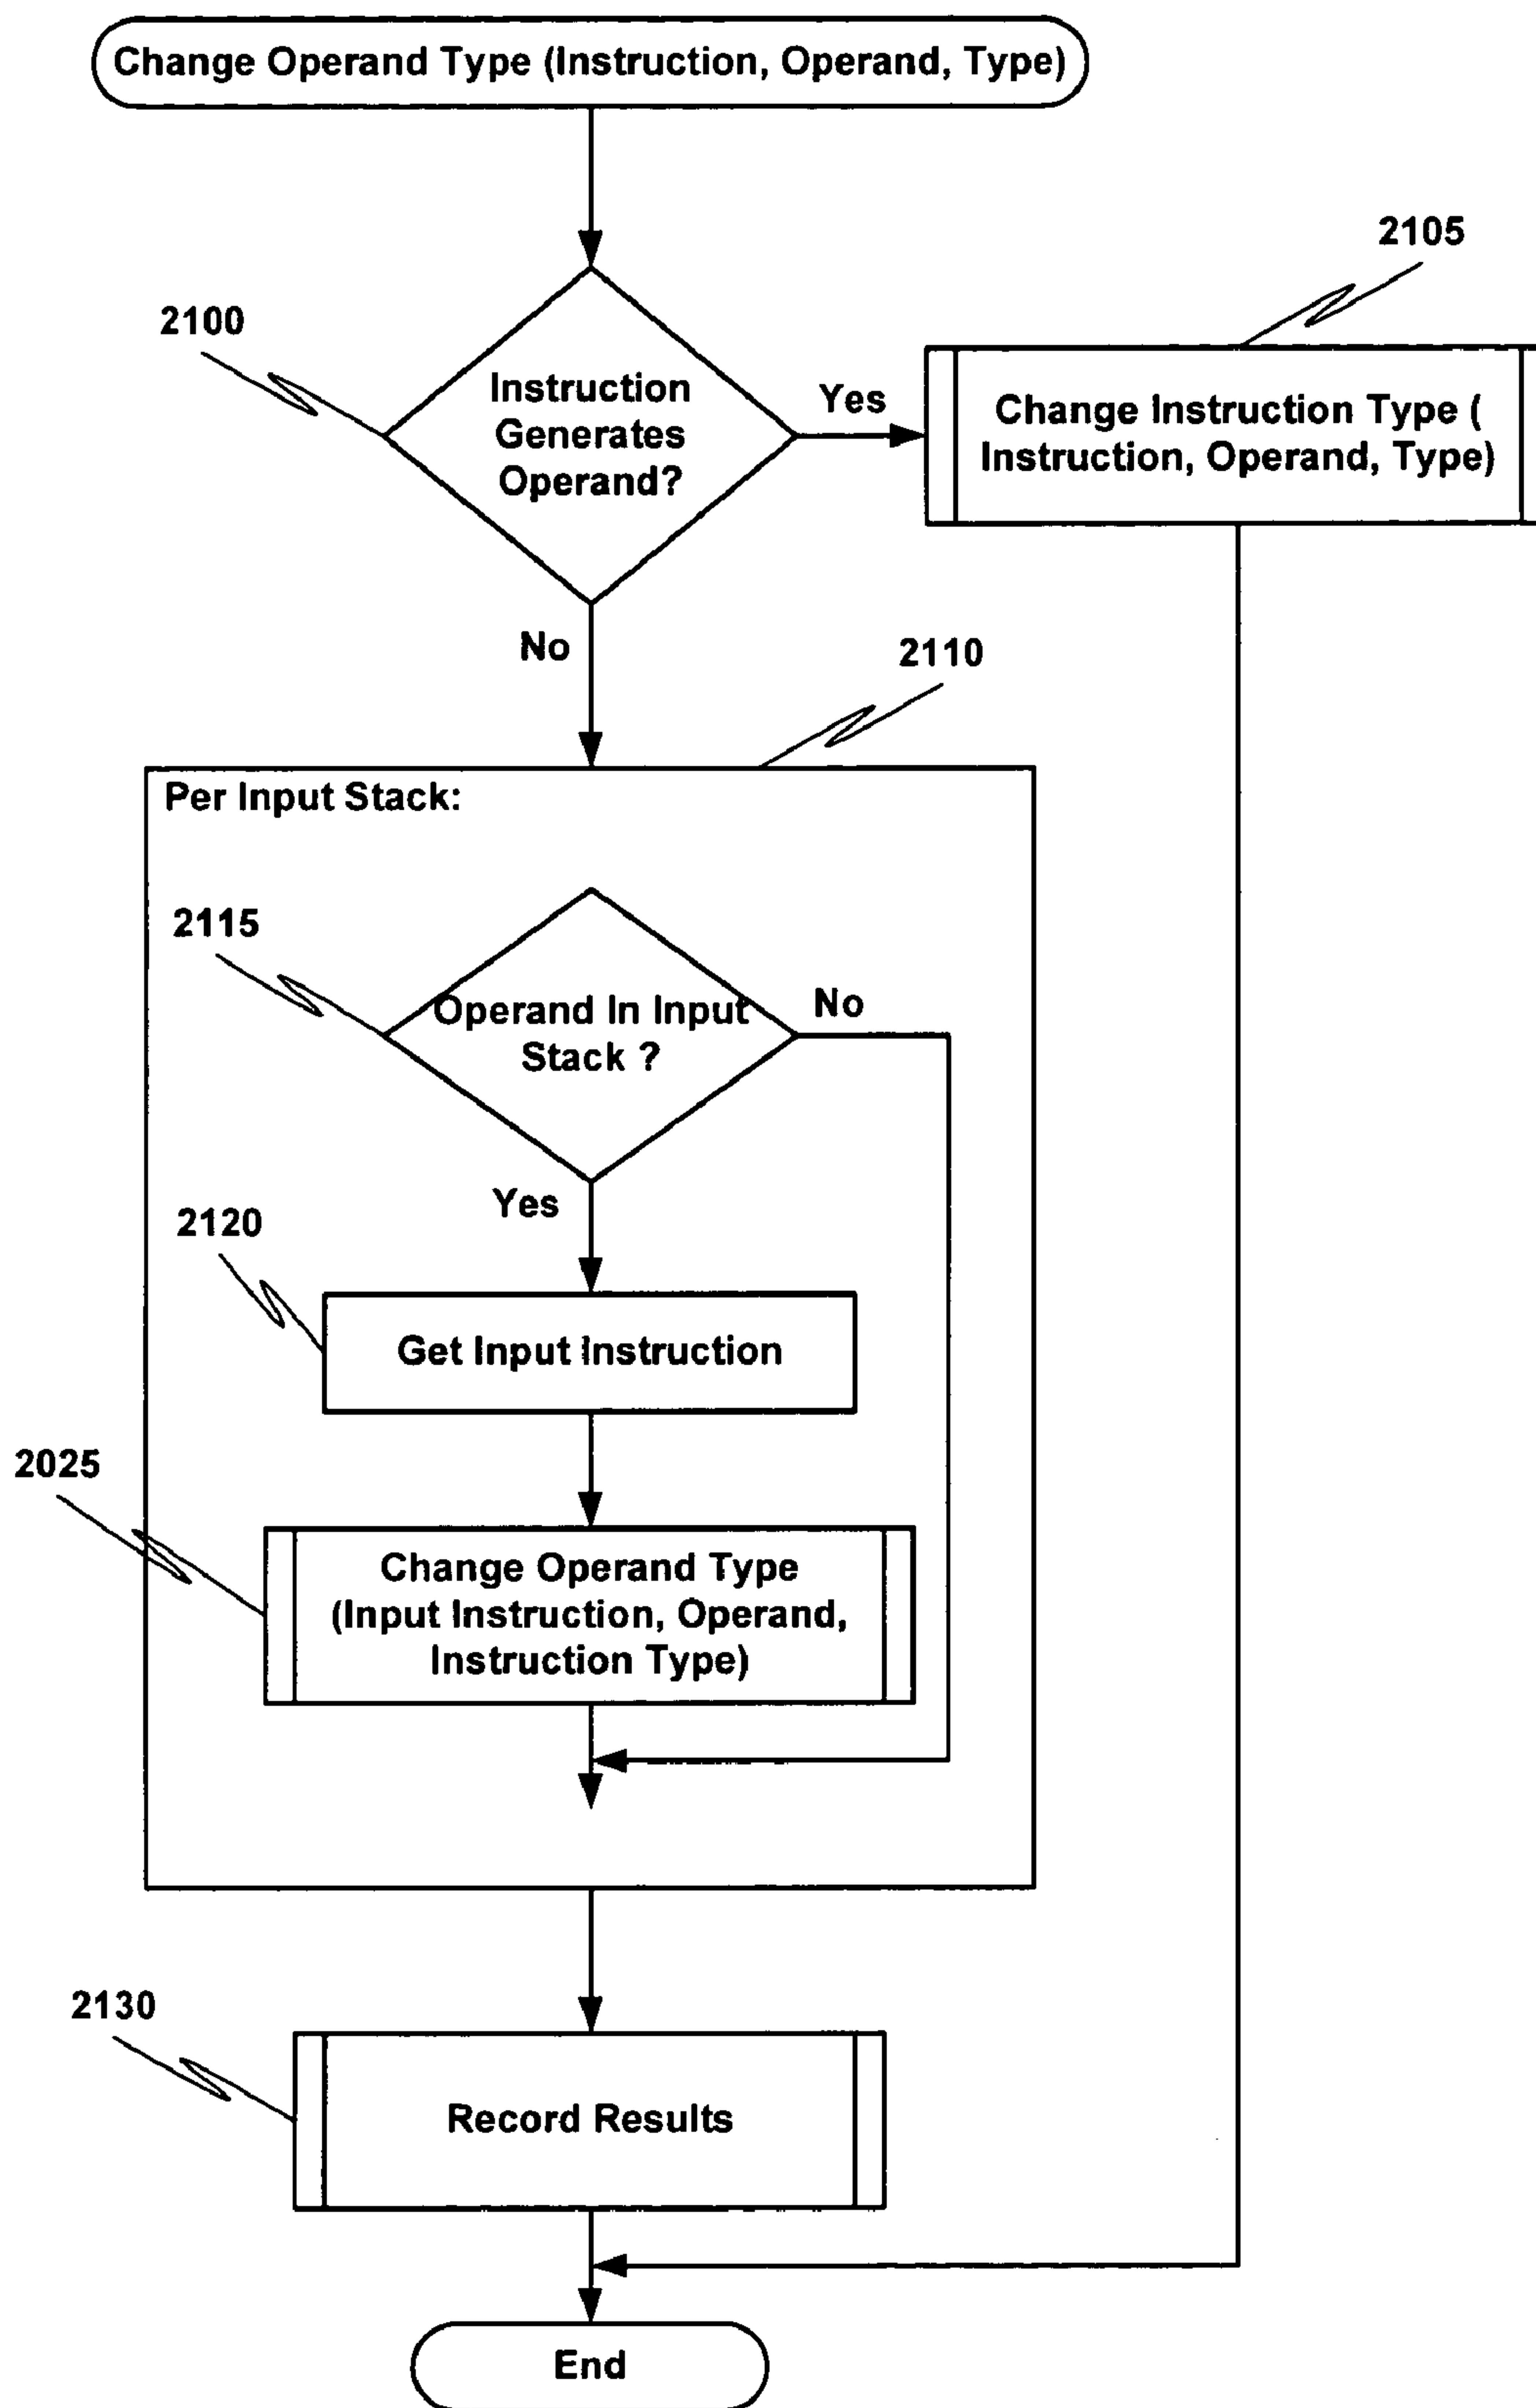 Change Operand Type (Instruction, Operand, Type)
2105
2100
Instruction
Generates
Operand?
Yes
Change Instruction Type (
Instruction, Operand, Type)
No
2110
Per Input Stack:
2115
Operand In Input
Stack ?
No
Yes
2120
Get Input Instruction
2025
Change Operand Type
(Input Instruction, Operand,
Instruction Type)
2130
Record Results
End